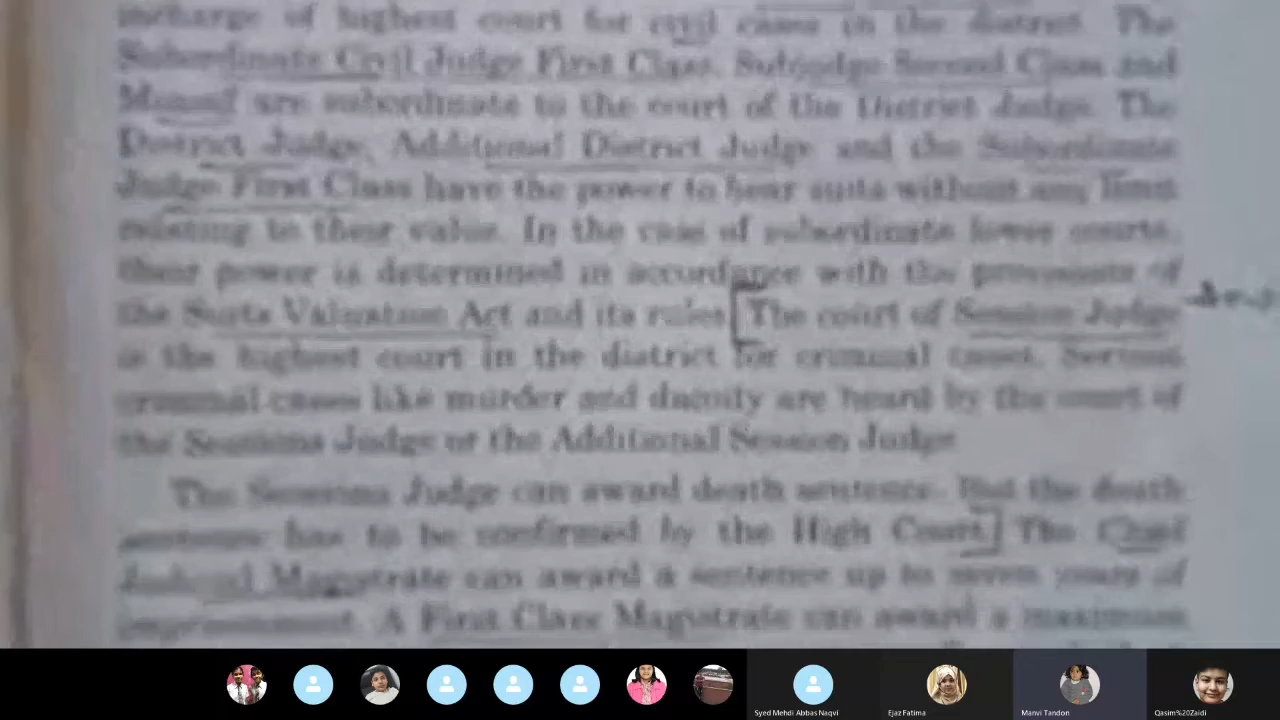 incharge of highest court for civil cases in the district. The
Subordinate Civil Judge First Class, Subjudge Second Class and
Munsif are subordinate to the court of the District Judge. The
District Judge, Additional District Judge and the Subordinate
Judge First Class have the power to hear suits without any limit
relating to their value. In the case of subordinate lower courts,
their power is determined in accordance with the provisions of
the Suits Valuation Act and its rules. The court of Session Judge
is the highest court in the district for criminal cases. Serious
criminal cases like murder and dacoity are heard by the court of
the Sessions Judge or the Additional Session Judge.
The Sessions Judge can award death sentence. But the death
sentence has to be confirmed by the High Court. The Chief
Judicial Magistrate can award a sentence up to seven years of
imprisonment. A First Class Magistrate can award a maximum
Syed Mehdi Abbas Naqvi
Ejaz Fatima
Manvi Tandon
Qasim%20Zaidi